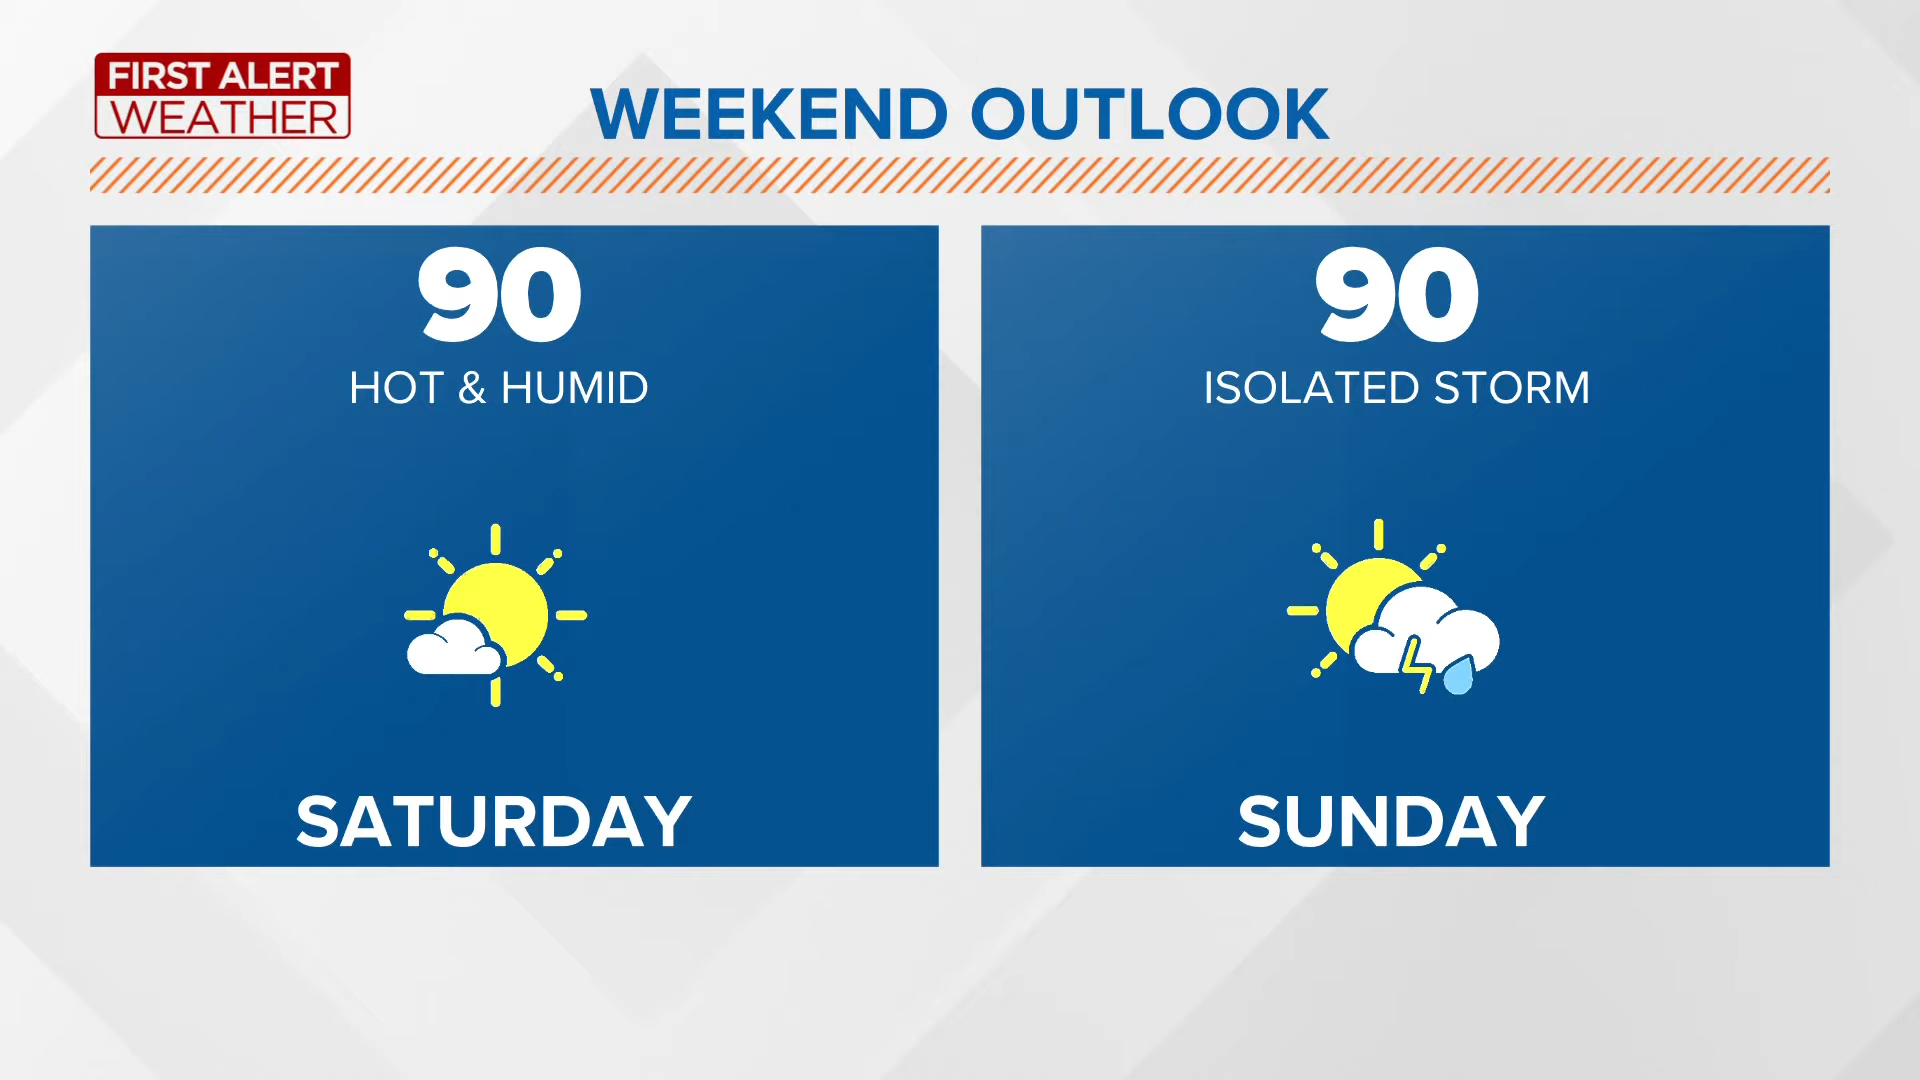 FIRST ALERT
WEATHER
WEEKEND OUTLOOK
90
HOT & HUMID
SATURDAY
90
ISOLATED STORM
SUNDAY